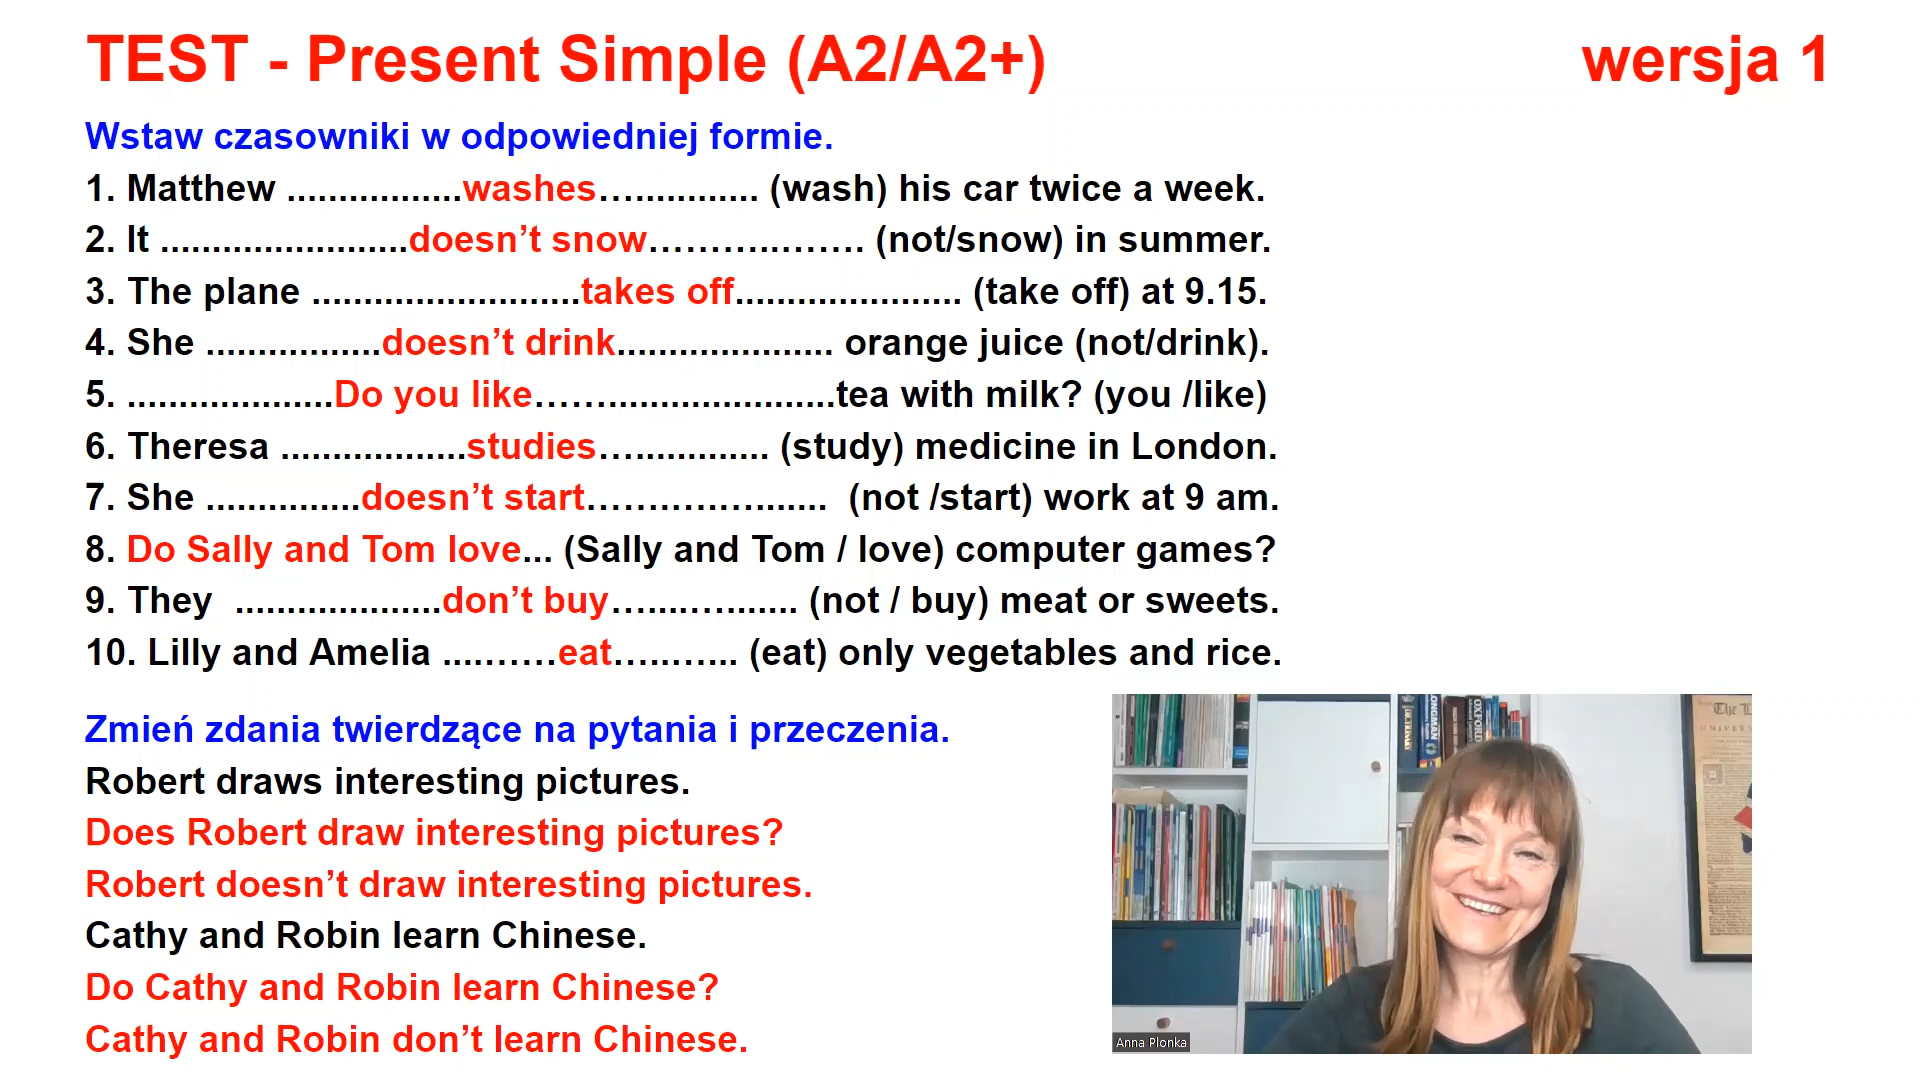 TEST - Present Simple (A2/A2+)
wersja 1
Wstaw czasowniki w odpowiedniej formie.
1. Matthew .................washes…............ (wash) his car twice a week.
2. It ........................doesn’t snow………..……. (not/snow) in summer.
3. The plane ..........................takes off...................... (take off) at 9.15.
4. She .................doesn’t drink..................... orange juice (not/drink).
5. ....................Do you like…….....................tea with milk? (you /like)
6. Theresa ..................studies…............. (study) medicine in London.
7. She ...............doesn’t start…….…….…...... (not /start) work at 9 am.
8. Do Sally and Tom love... (Sally and Tom / love) computer games?
9. They ....................don’t buy…....…....... (not / buy) meat or sweets.
10. Lilly and Amelia ....……eat…..…... (eat) only vegetables and rice.
Zmień zdania twierdzące na pytania i przeczenia.
Robert draws interesting pictures.
Does Robert draw interesting pictures?
Robert doesn’t draw interesting pictures.
Cathy and Robin learn Chinese.
Do Cathy and Robin learn Chinese?
Cathy and Robin don’t learn Chinese.
LONGMAN
OXFORD
The
Anna Plonka